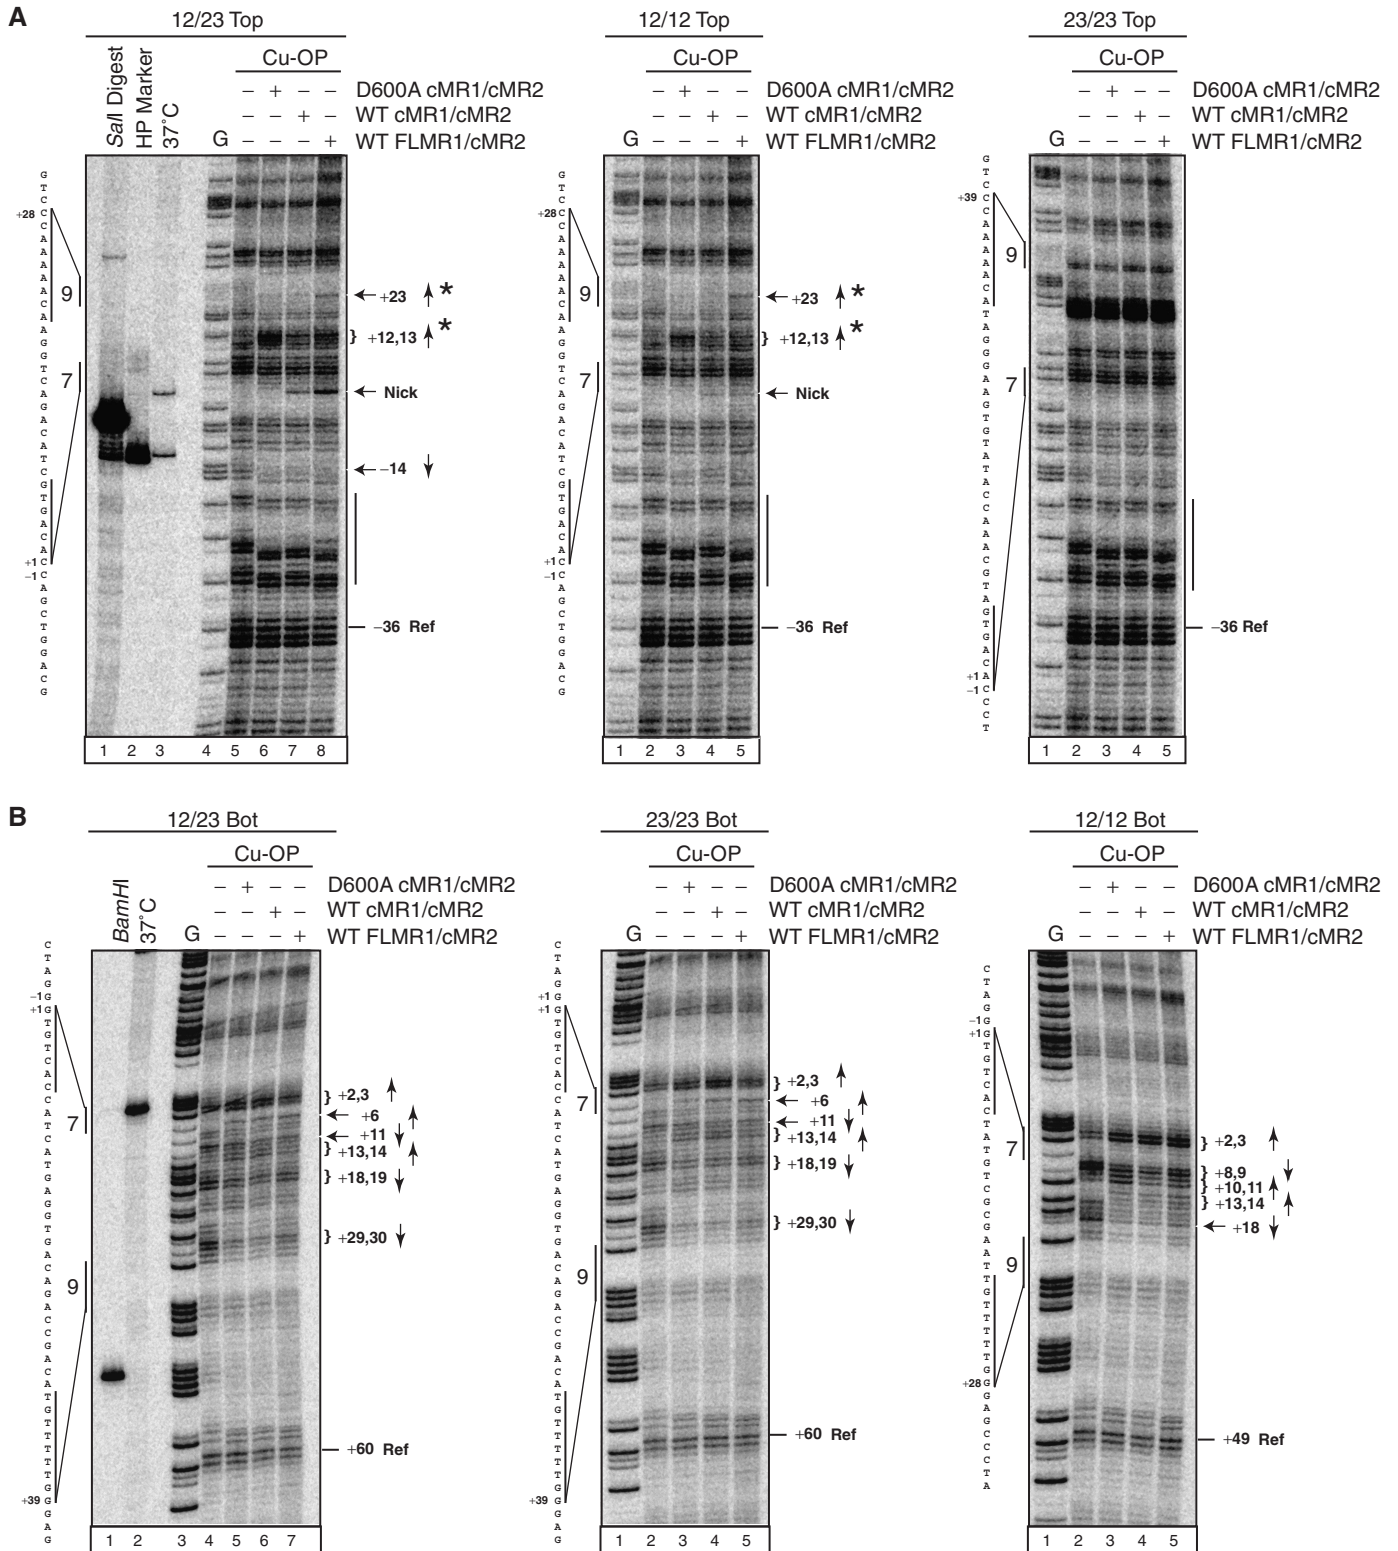 A
12/23 Top
12/12 Top
23/23 Top
SalI Digest
HP Marker
37˚C
Cu-OP
Cu-OP
Cu-OP
– + – – D600A cMR1/cMR2
– – + – WT cMR1/cMR2
G – – – + WT FLMR1/cMR2
– + – – D600A cMR1/cMR2
– – + – WT cMR1/cMR2
G – – – + WT FLMR1/cMR2
– + – – D600A cMR1/cMR2
– – + – WT cMR1/cMR2
G – – – + WT FLMR1/cMR2
GTCCCAAAAACAAGGTCAGACATCGTGACACCAGCTGGACG
+28
9
7
+1
–1
+23 *
+12,13 *
Nick
–14
–36 Ref
1 2 3 4 5 6 7 8
GTCCCAAAAACAAGGTCAGACATCGTGACACCAGCTGGACG
+28
9
7
+1
–1
+23 *
+12,13 *
Nick
–36 Ref
1 2 3 4 5
GTCCCAAAAACATAGGGAAGTGTATACCAAACGTAGTGACACCCT
+39
9
7
+1
–1
–36 Ref
1 2 3 4 5
B
12/23 Bot
23/23 Bot
12/12 Bot
BamHI
37˚C
Cu-OP
Cu-OP
Cu-OP
– + – – D600A cMR1/cMR2
– – + – WT cMR1/cMR2
G – – – + WT FLMR1/cMR2
– + – – D600A cMR1/cMR2
– – + – WT cMR1/cMR2
G – – – + WT FLMR1/cMR2
– + – – D600A cMR1/cMR2
– – + – WT cMR1/cMR2
G – – – + WT FLMR1/cMR2
CTAGGGTGTCACCATCATGAGGTGACAGACCGACATGTTTTTGGGAG
–1
+1
7
9
+39
+2,3
+6
+11
+13,14
+18,19
+29,30
+60 Ref
1 2 3 4 5 6 7
CTAGGGTGTCACCATCATGAGGTGACAGACCGACATGTTTTTGGGAG
+1
+1
7
9
+39
+2,3
+6
+11
+13,14
+18,19
+29,30
+60 Ref
1 2 3 4 5
CTAGGGTGTCACTATGTCGCGAATTGTTTTTGGGAGCCCTA
–1
+1
7
9
+28
+2,3
+8,9
+10,11
+13,14
+18
+49 Ref
1 2 3 4 5